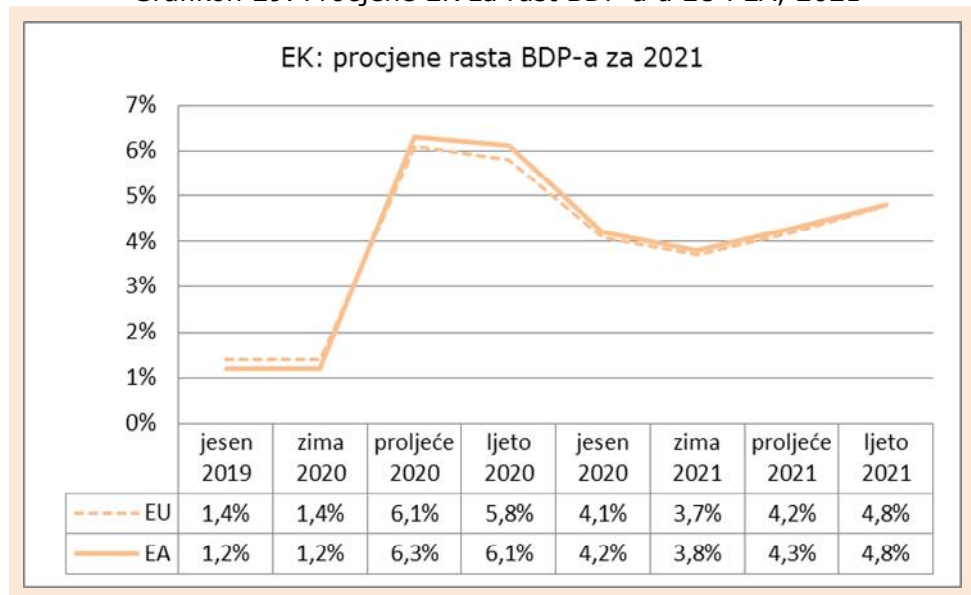 EK: procjene rasta BDP-a za 2021
7%
6%
5%
4%
3%
2%
1%
0%
jesen 2019 zima 2020 proljeće 2020 ljeto 2020 jesen 2020 zima 2021 proljeće 2021 ljeto 2021
EU 1,4% 1,4% 6,1% 5,8% 4,1% 3,7% 4,2% 4,8%
EA 1,2% 1,2% 6,3% 6,1% 4,2% 3,8% 4,3% 4,8%